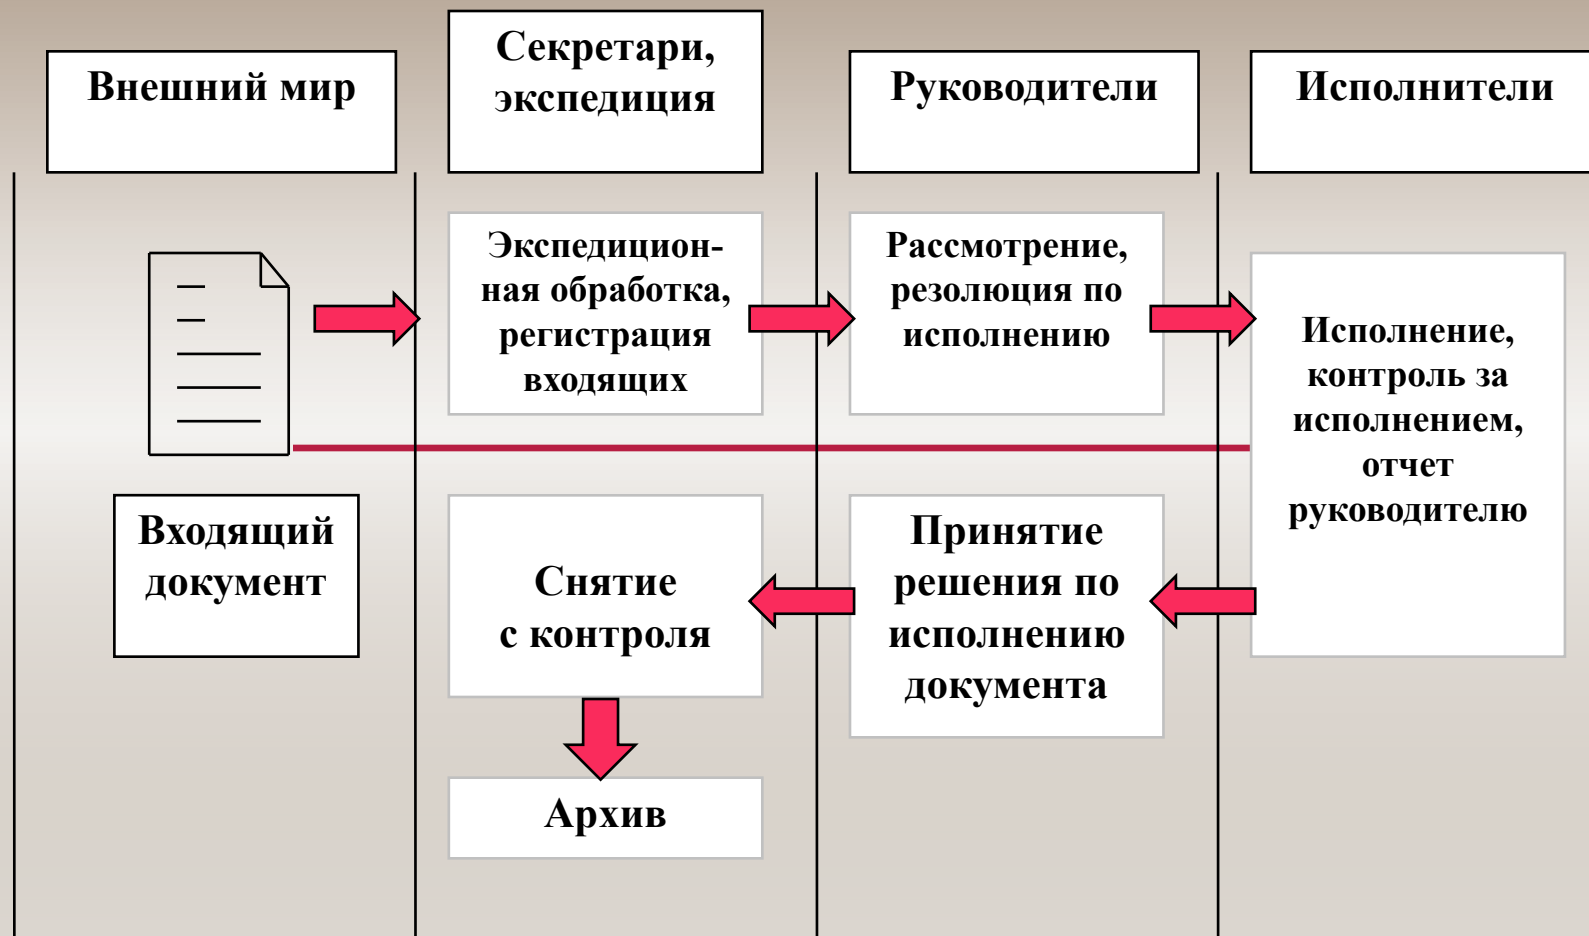 Внешний мир
Секретари,
экспедиция
Руководители
Исполнители
Экспедицион-
ная обработка,
регистрация
входящих
Рассмотрение,
резолюция по
исполнению
Исполнение,
контроль за
исполнением,
отчет
руководителю
Входящий
документ
Снятие
с контроля
Принятие
решения по
исполнению
документа
Архив